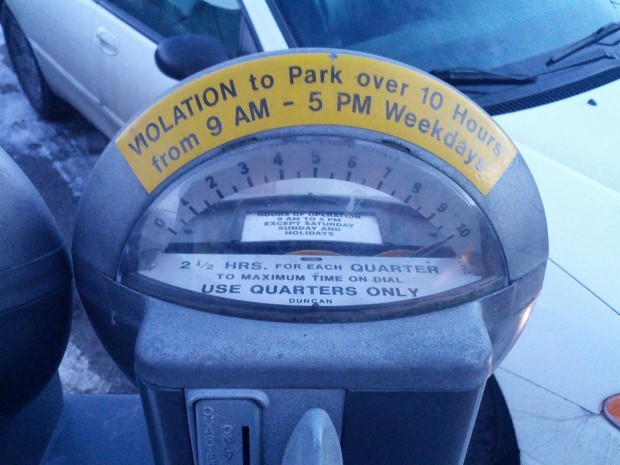 VIOLATION to Park over 10 Hours
from 9 AM - 5 PM Weekdays
0 1 2 3 4 5 6 7 8 9 10
HOURS OF OPERATION
9 AM TO 5 PM
EXCEPT SATURDAY
SUNDAY AND
HOLIDAYS
2 1/2 HRS. FOR EACH QUARTER
TO MAXIMUM TIME ON DIAL
USE QUARTERS ONLY
DUNCAN
ONLY